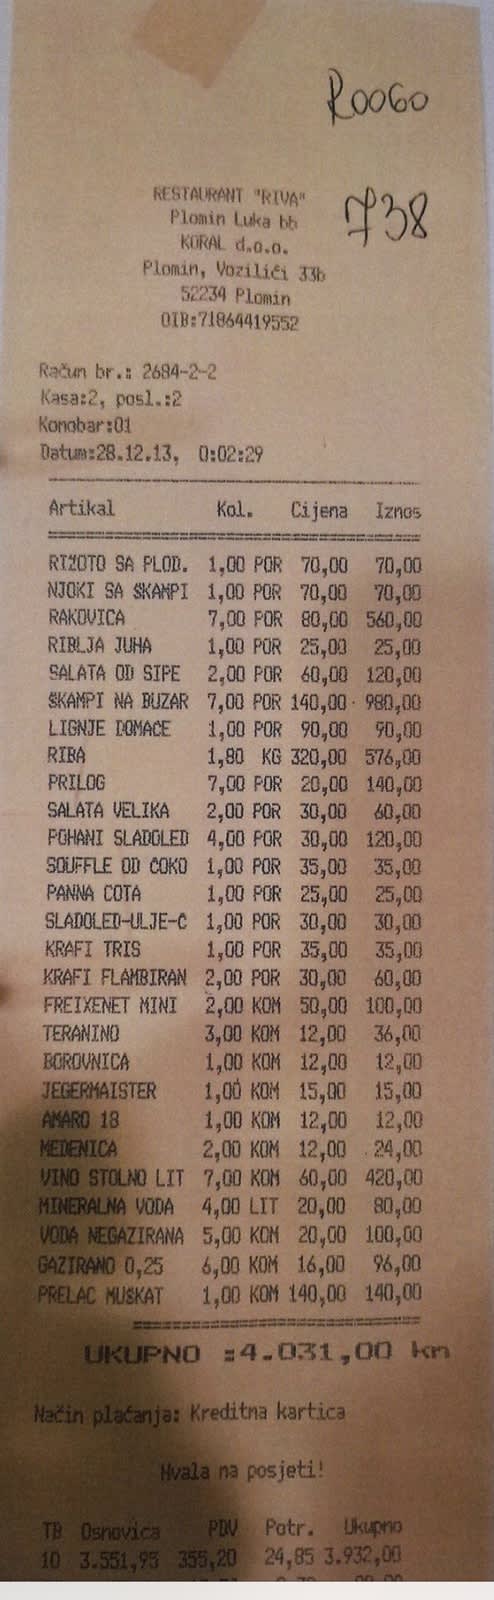 R0060
738
RESTAURANT "RIVA"
Plomin Luka bb
KORAL d.o.o.
Plomin, Vozilići 33b
52234 Plomin
OIB:71864419552
Račun br.: 2684-2-2
Kasa:2, posl.:2
Konobar:01
Datum:28.12.13, 0:02:29
Artikal Kol. Cijena Iznos
RIŽOTO SA PLOD. 1,00 POR 70,00 70,00
NJOKI SA ŠKAMPI 1,00 POR 70,00 70,00
RAKOVICA 7,00 POR 80,00 560,00
RIBLJA JUHA 1,00 POR 25,00 25,00
SALATA OD SIPE 2,00 POR 60,00 120,00
ŠKAMPI NA BUZAR 7,00 POR 140,00 980,00
LIGNJE DOMAĆE 1,00 POR 90,00 90,00
RIBA 1,80 KG 320,00 576,00
PRILOG 7,00 POR 20,00 140,00
SALATA VELIKA 2,00 POR 30,00 60,00
POHANI SLADOLED 4,00 POR 30,00 120,00
SOUFFLE OD ČOKO 1,00 POR 35,00 35,00
PANNA COTA 1,00 POR 25,00 25,00
SLADOLED-ULJE-Č 1,00 POR 30,00 30,00
KRAFI TRIS 1,00 POR 35,00 35,00
KRAFI FLAMBIRAN 2,00 POR 30,00 60,00
FREIXENET MINI 2,00 KOM 50,00 100,00
TERANINO 3,00 KOM 12,00 36,00
BOROVNICA 1,00 KOM 12,00 12,00
JEGERMAISTER 1,00 KOM 15,00 15,00
AMARO 18 1,00 KOM 12,00 12,00
MEDENICA 2,00 KOM 12,00 24,00
VINO STOLNO LIT 7,00 KOM 60,00 420,00
MINERALNA VODA 4,00 LIT 20,00 80,00
VODA NEGAZIRANA 5,00 KOM 20,00 100,00
GAZIRANO 0,25 6,00 KOM 16,00 96,00
PRELAC MUŠKAT 1,00 KOM 140,00 140,00
UKUPNO :4.031,00 kn
Način plaćanja: Kreditna kartica
Hvala na posjeti!
TB Osnovica PDV Potr. Ukupno
10 3.551,95 355,20 24,85 3.932,00